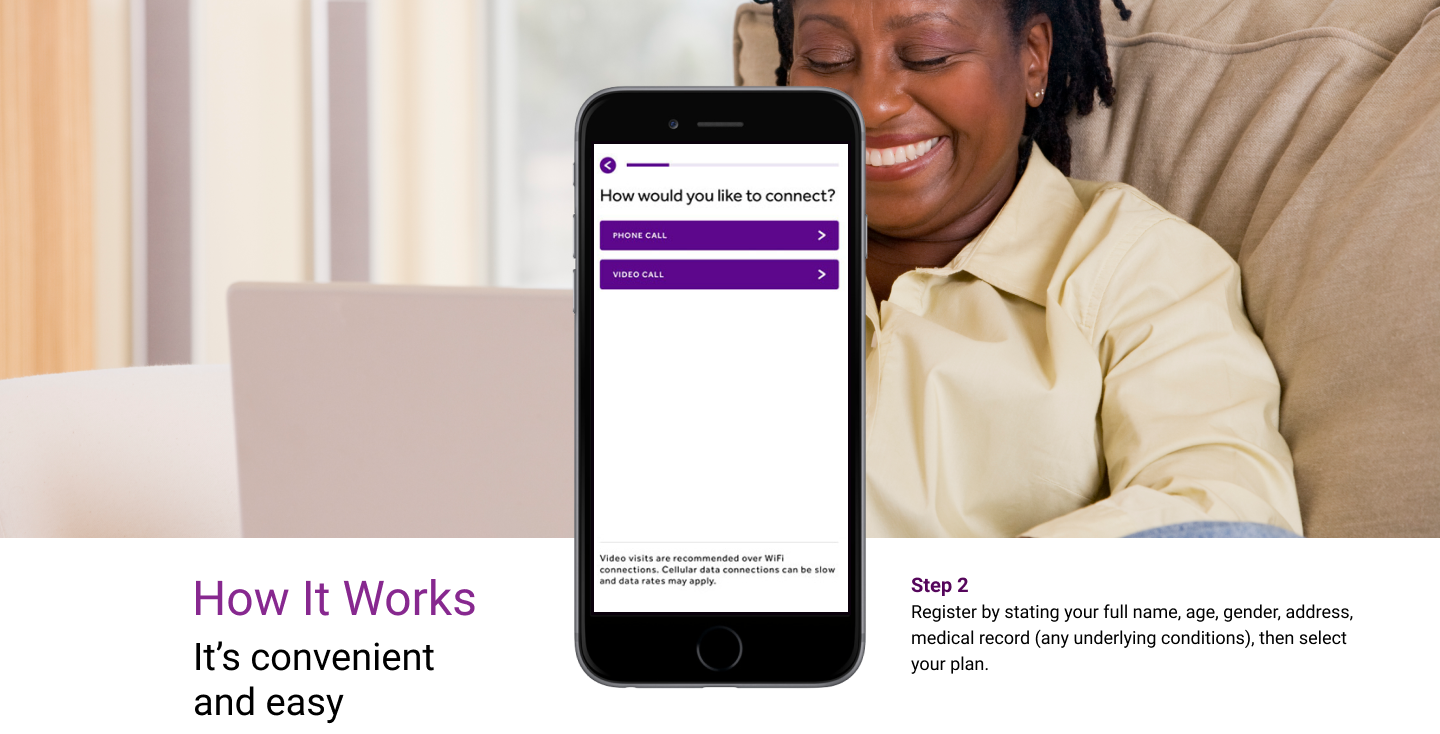 How would you like to connect?
PHONE CALL
VIDEO CALL
Video visits are recommended over WiFi
connections. Cellular data connections can be slow
and data rates may apply.
How It Works
It’s convenient
and easy
Step 2
Register by stating your full name, age, gender, address,
medical record (any underlying conditions), then select
your plan.